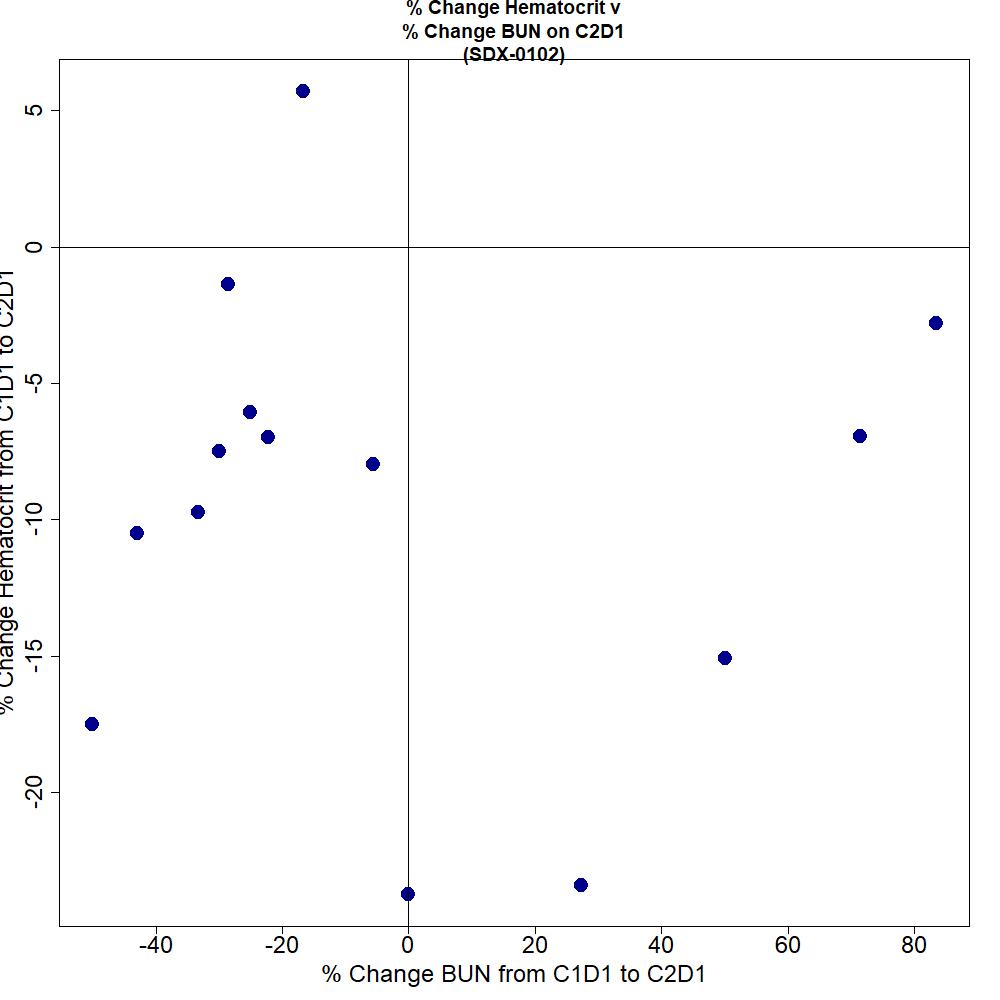 % Change Hematocrit v
% Change BUN on C2D1
(SDX-0102)
% Change Hematocrit from C1D1 to C2D1
5
0
-5
-10
-15
-20
-40
-20
0
20
40
60
80
% Change BUN from C1D1 to C2D1